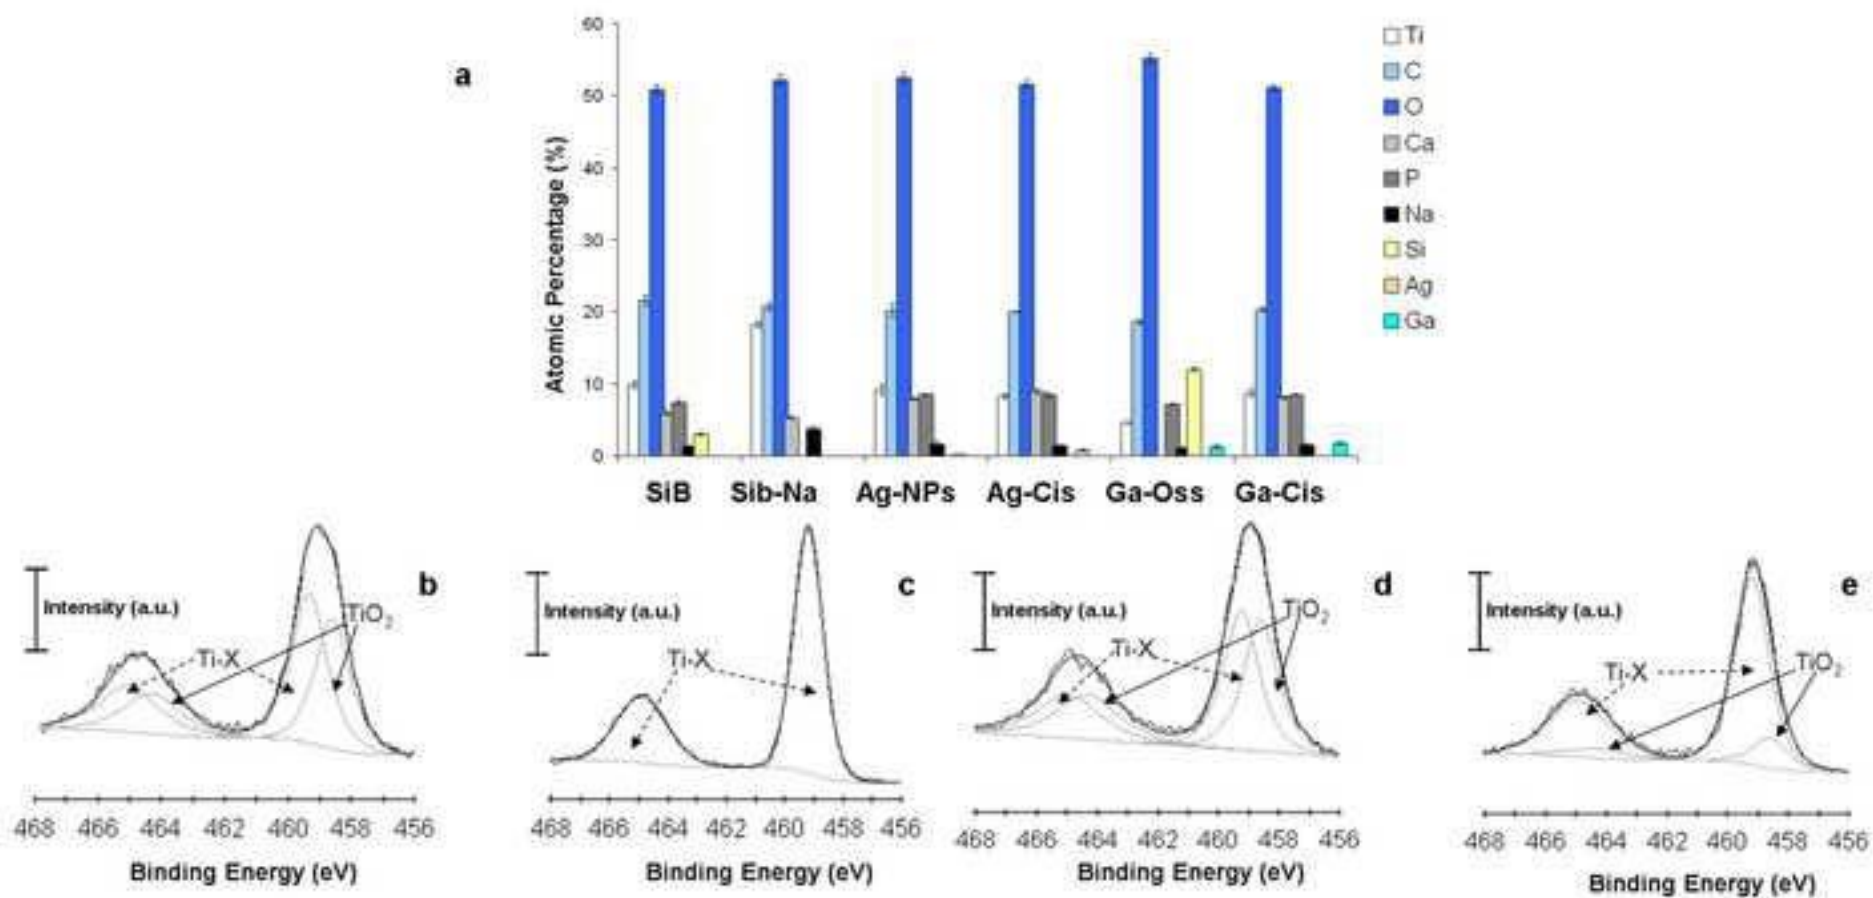 a
Atomic Percentage (%)
60
50
40
30
20
10
0
Ti
C
O
Ca
P
Na
Si
Ag
Ga
SiB Sib-Na Ag-NPs Ag-Cis Ga-Oss Ga-Cis
b
Intensity (a.u.)
TiO₂
Ti-X
468 466 464 462 460 458 456
Binding Energy (eV)
c
Intensity (a.u.)
Ti-X
468 466 464 462 460 458 456
Binding Energy (eV)
d
Intensity (a.u.)
TiO₂
Ti-X
468 466 464 462 460 458 456
Binding Energy (eV)
e
Intensity (a.u.)
Ti-X
TiO₂
468 466 464 462 460 458 456
Binding Energy (eV)